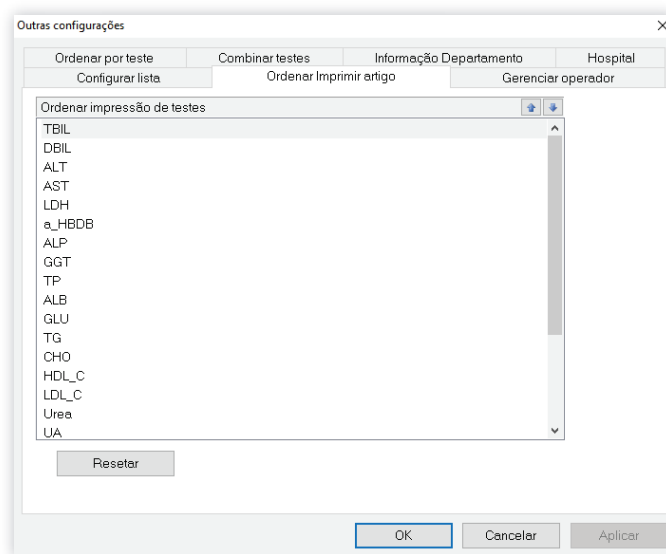 Outras configurações
Ordenar por teste Combinar testes Informação Departamento Hospital
Configurar lista Ordenar Imprimir artigo Gerenciar operador
Ordenar impressão de testes
TBIL
DBIL
ALT
AST
LDH
a_HBDB
ALP
GGT
TP
ALB
GLU
TG
CHO
HDL_C
LDL_C
Urea
UA
Resetar
OK Cancelar Aplicar